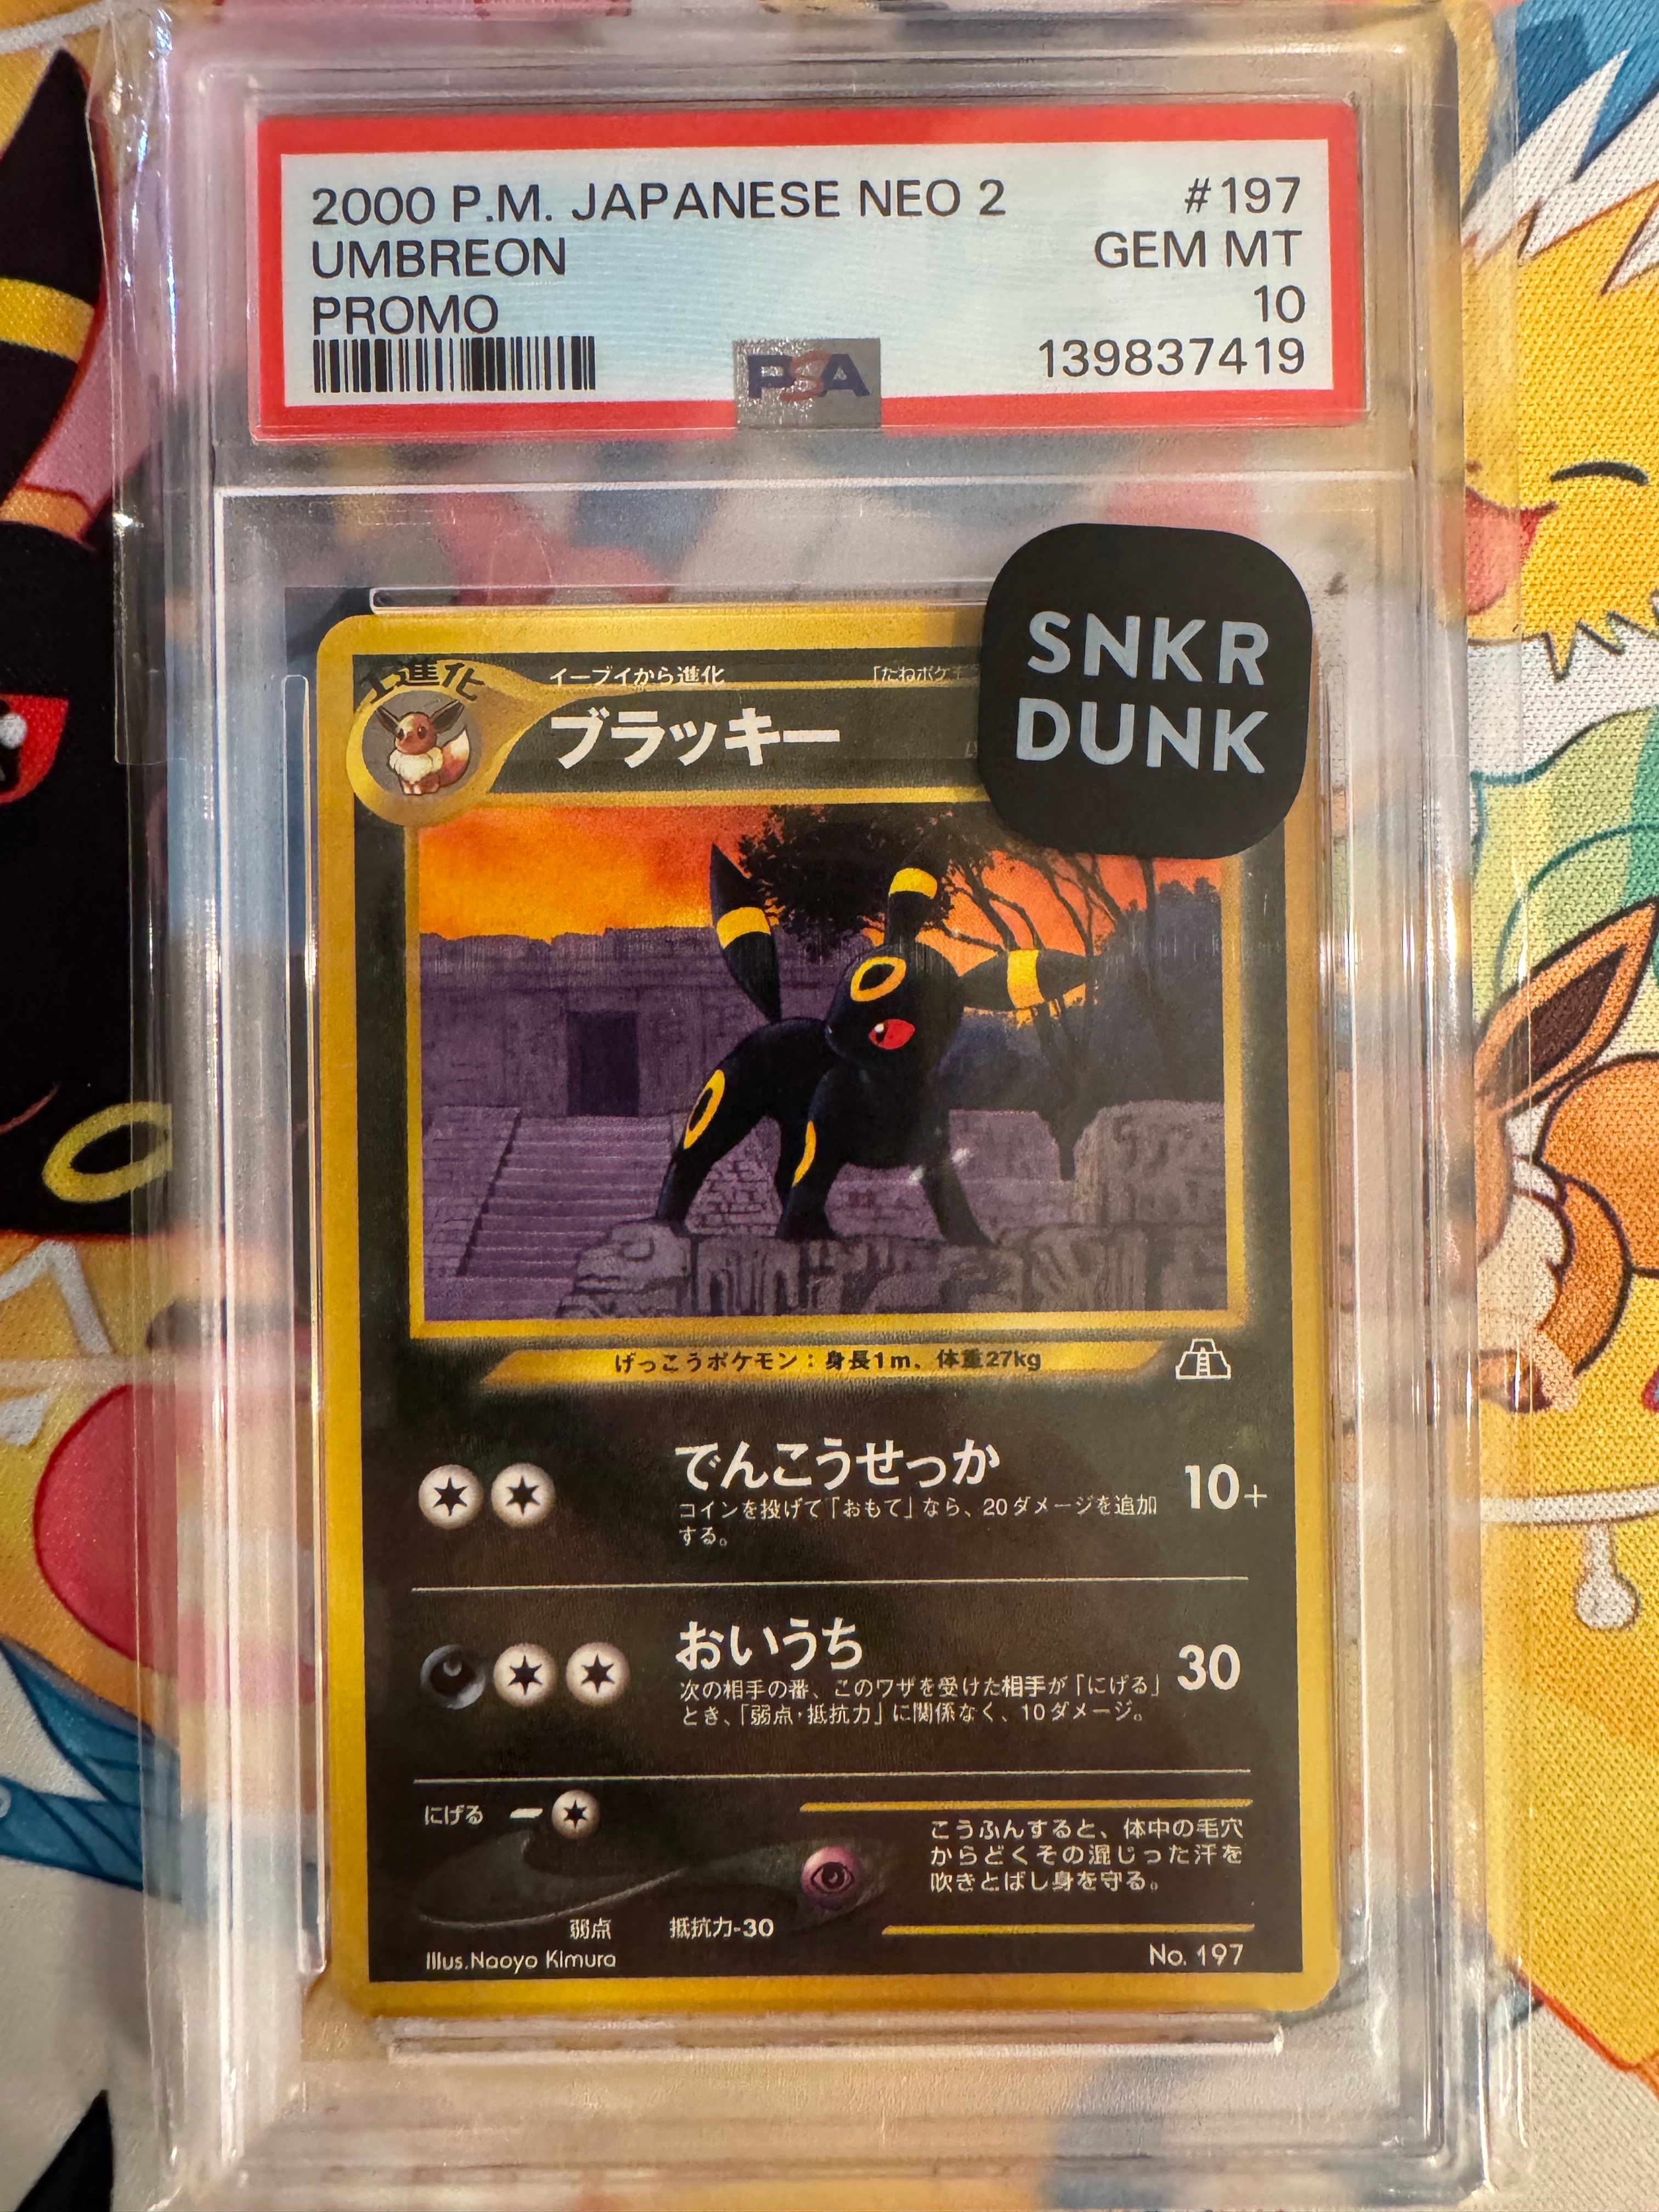 2000 P.M. JAPANESE NEO 2 #197
UMBREON GEM MT
PROMO 10
PSA 139837419
SNKR
DUNK
1進化
イーブイから進化 「たねポケ
ブラッキー
げっこうポケモン：身長1m、体重27kg
でんこうせっか 10+
コインを投げて「おもて」なら、20ダメージを追加
する。
おいうち 30
次の相手の番、このワザを受けた相手が「にげる」
とき、「弱点・抵抗力」に関係なく、10ダメージ。
にげる
こうふんすると、体中の毛穴
からどくその混じった汗を
吹きとばし身を守る。
弱点 抵抗力-30
Illus.Naoyo Kimura No. 197